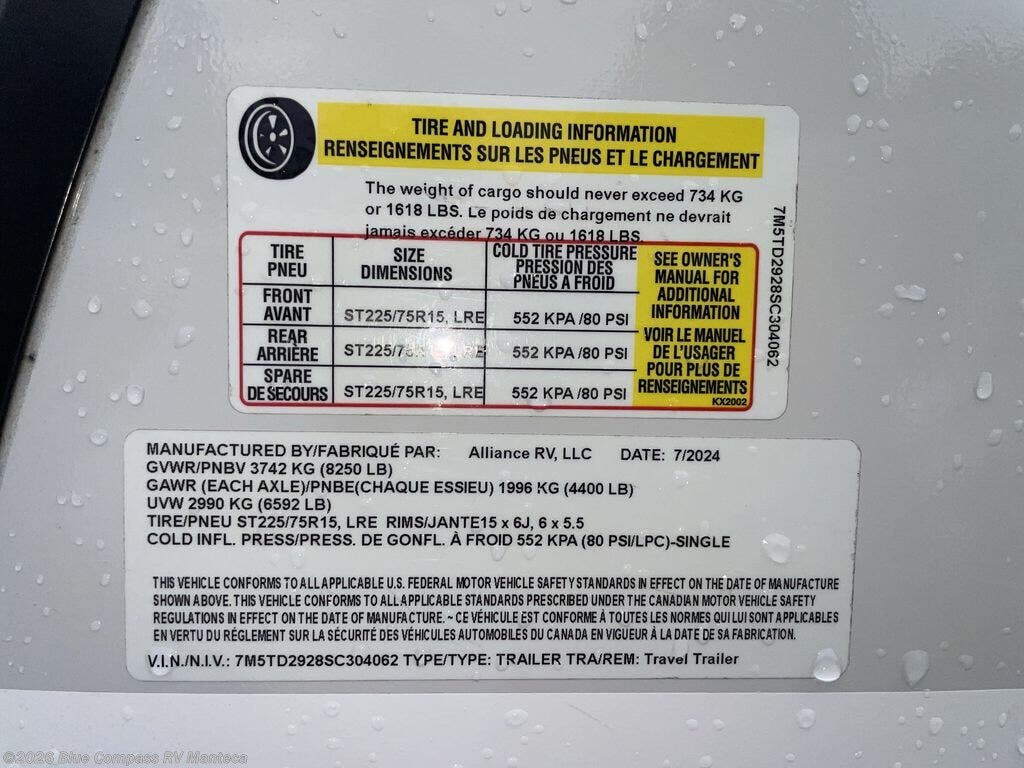 TIRE AND LOADING INFORMATION
RENSEIGNEMENTS SUR LES PNEUS ET LE CHARGEMENT
The weight of cargo should never exceed 734 KG
or 1618 LBS. Le poids de chargement ne devrait
jamais excéder 734 KG ou 1618 LBS.
TIRE PNEU SIZE DIMENSIONS COLD TIRE PRESSURE PRESSION DES PNEUS A FROID
FRONT AVANT ST225/75R15, LRE 552 KPA /80 PSI
REAR ARRIÈRE 552 KPA /80 PSI
SPARE DE SECOURS ST225/75R15, LRE 552 KPA /80 PSI
SEE OWNER'S
MANUAL FOR
ADDITIONAL
INFORMATION
VOIR LE MANUEL
DE L'USAGER
POUR PLUS DE
RENSEIGNEMENTS
KX2002
7M5TD2928SC304062
MANUFACTURED BY/FABRIQUÉ PAR: Alliance RV, LLC DATE: 7/2024
GVWR/PNBV 3742 KG (8250 LB)
GAWR (EACH AXLE)/PNBE(CHAQUE ESSIEU) 1996 KG (4400 LB)
UVW 2990 KG (6592 LB)
TIRE/PNEU ST225/75R15, LRE RIMS/JANTE15 x 6J, 6 x 5.5
COLD INFL. PRESS/PRESS. DE GONFL. À FROID 552 KPA (80 PSI/LPC)-SINGLE
THIS VEHICLE CONFORMS TO ALL APPLICABLE U.S. FEDERAL MOTOR VEHICLE SAFETY STANDARDS IN EFFECT ON THE DATE OF MANUFACTURE
SHOWN ABOVE. THIS VEHICLE CONFORMS TO ALL APPLICABLE STANDARDS PRESCRIBED UNDER THE CANADIAN MOTOR VEHICLE SAFETY
REGULATIONS IN EFFECT ON THE DATE OF MANUFACTURE. ~ CE VÉHICULE EST CONFORME À TOUTES LES NORMES QUI LUI SONT APPLICABLES
EN VERTU DU RÉGLEMENT SUR LA SÉCURITÉ DES VÉHICULES AUTOMOBILES DU CANADA EN VIGUEUR À LA DATE DE SA FABRICATION.
V.I.N./N.I.V.: 7M5TD2928SC304062 TYPE/TYPE: TRAILER TRA/REM: Travel Trailer
©2026 Blue Compass RV Manteca